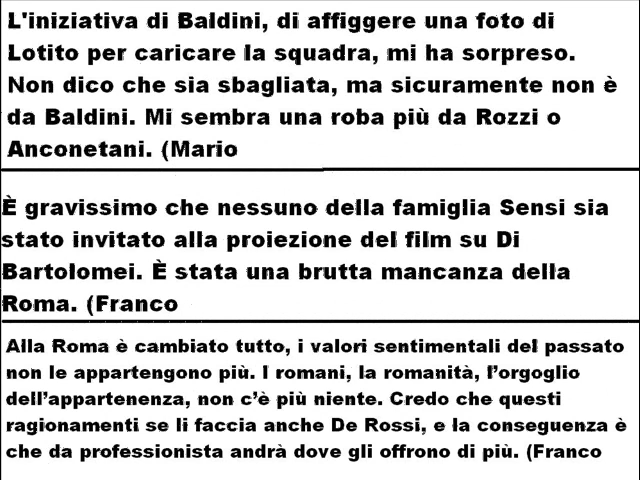 L'iniziativa di Baldini, di affiggere una foto di
Lotito per caricare la squadra, mi ha sorpreso.
Non dico che sia sbagliata, ma sicuramente non è
da Baldini. Mi sembra una roba più da Rozzi o
Anconetani. (Mario
È gravissimo che nessuno della famiglia Sensi sia
stato invitato alla proiezione del film su Di
Bartolomei. È stata una brutta mancanza della
Roma. (Franco
Alla Roma è cambiato tutto, i valori sentimentali del passato
non le appartengono più. I romani, la romanità, l’orgoglio
dell’appartenenza, non c’è più niente. Credo che questi
ragionamenti se li faccia anche De Rossi, e la conseguenza è
che da professionista andrà dove gli offrono di più. (Franco